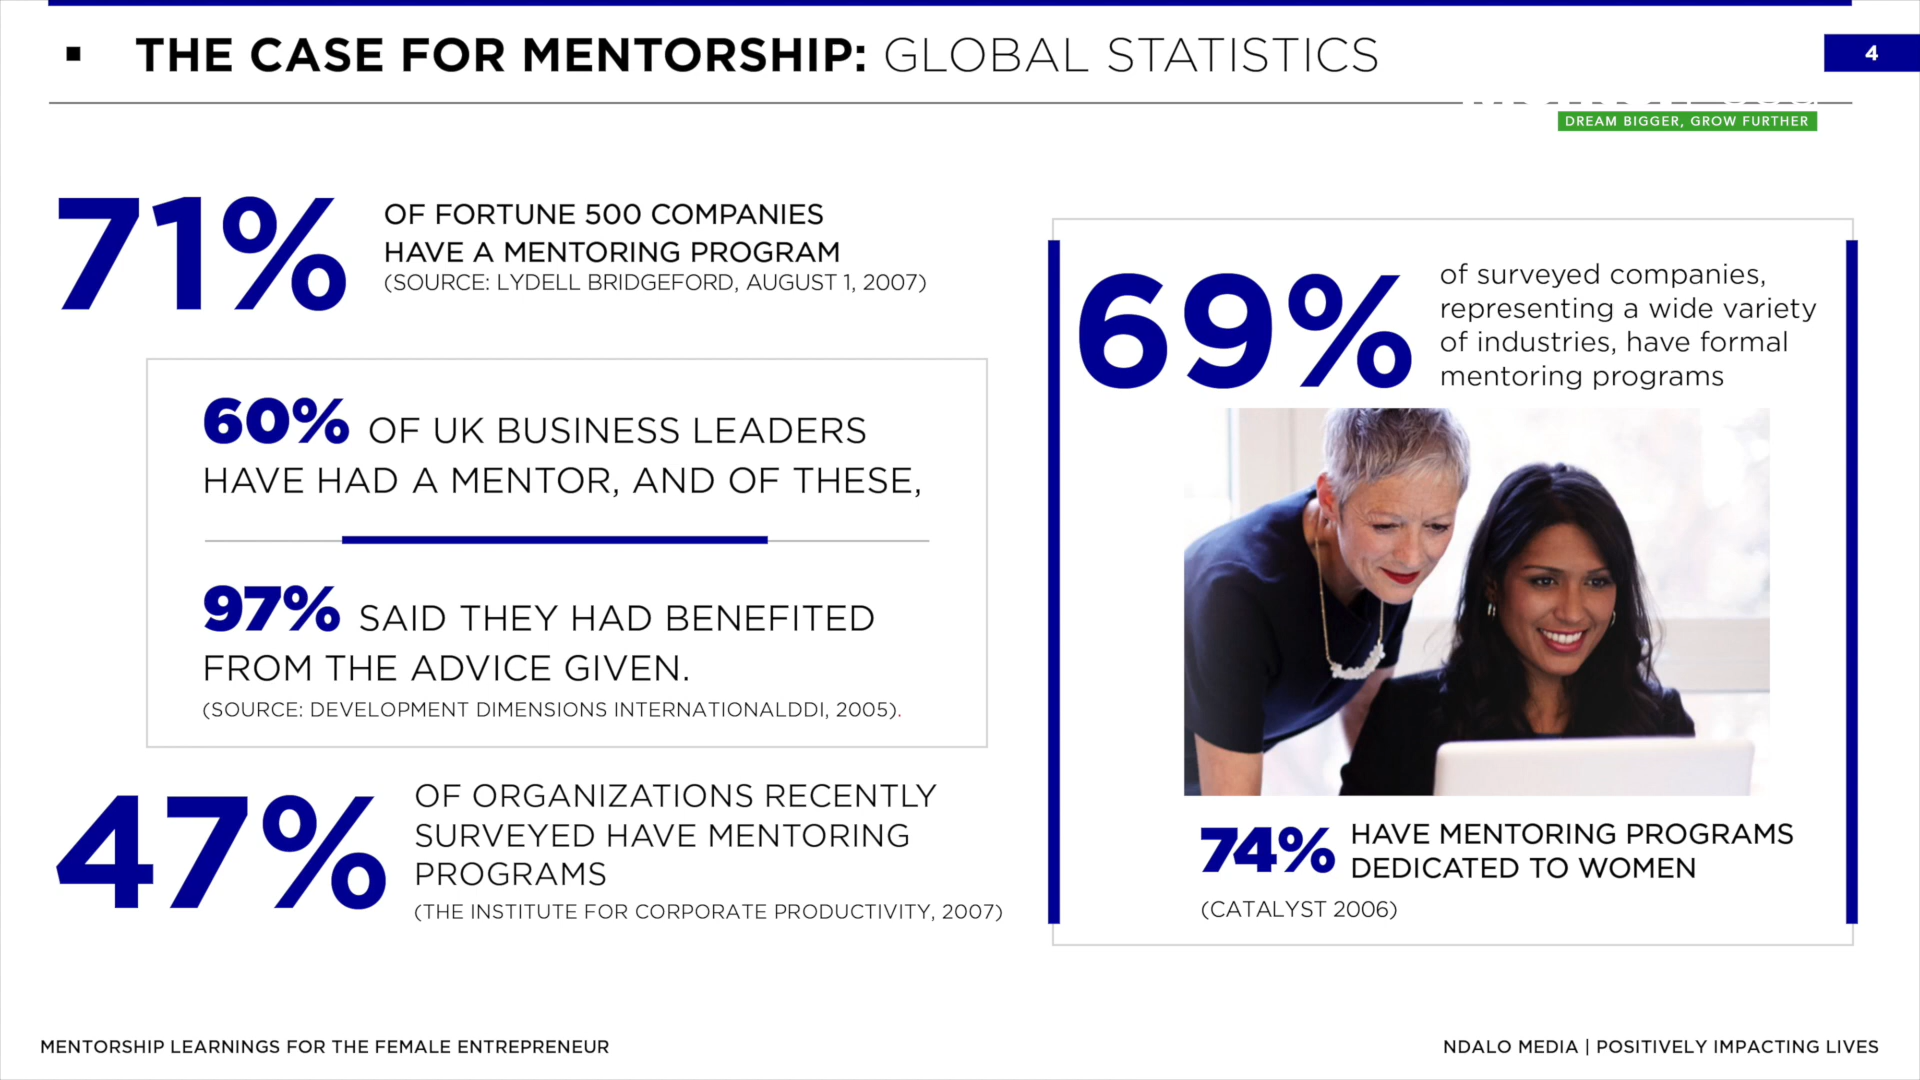 ▪ THE CASE FOR MENTORSHIP: GLOBAL STATISTICS
4
DREAM BIGGER, GROW FURTHER
71%
OF FORTUNE 500 COMPANIES
HAVE A MENTORING PROGRAM
(SOURCE: LYDELL BRIDGEFORD, AUGUST 1, 2007)
60% OF UK BUSINESS LEADERS
HAVE HAD A MENTOR, AND OF THESE,
97% SAID THEY HAD BENEFITED
FROM THE ADVICE GIVEN.
(SOURCE: DEVELOPMENT DIMENSIONS INTERNATIONALDDI, 2005).
47%
OF ORGANIZATIONS RECENTLY
SURVEYED HAVE MENTORING
PROGRAMS
(THE INSTITUTE FOR CORPORATE PRODUCTIVITY, 2007)
69%
of surveyed companies,
representing a wide variety
of industries, have formal
mentoring programs
74%
HAVE MENTORING PROGRAMS
DEDICATED TO WOMEN
(CATALYST 2006)
MENTORSHIP LEARNINGS FOR THE FEMALE ENTREPRENEUR
NDALO MEDIA | POSITIVELY IMPACTING LIVES